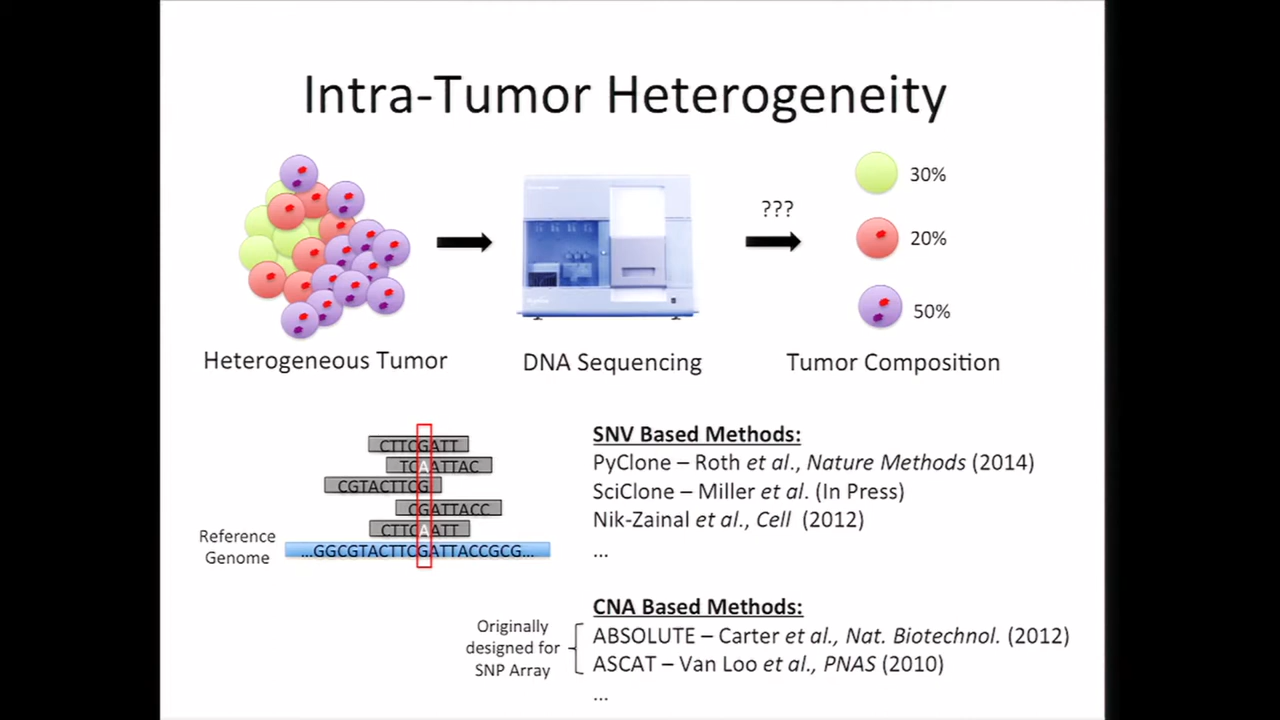 Intra-Tumor Heterogeneity
???
30%
20%
50%
Heterogeneous Tumor
DNA Sequencing
Tumor Composition
CTTCGATT
TCAATTAC
CGTACTTCG
CGATTACC
CTTCAATT
Reference
Genome
...GGCGTACTTCGATTACCGCG...
SNV Based Methods:
PyClone – Roth et al., Nature Methods (2014)
SciClone – Miller et al. (In Press)
Nik-Zainal et al., Cell (2012)
...
CNA Based Methods:
Originally
designed for
SNP Array
ABSOLUTE – Carter et al., Nat. Biotechnol. (2012)
ASCAT – Van Loo et al., PNAS (2010)
...